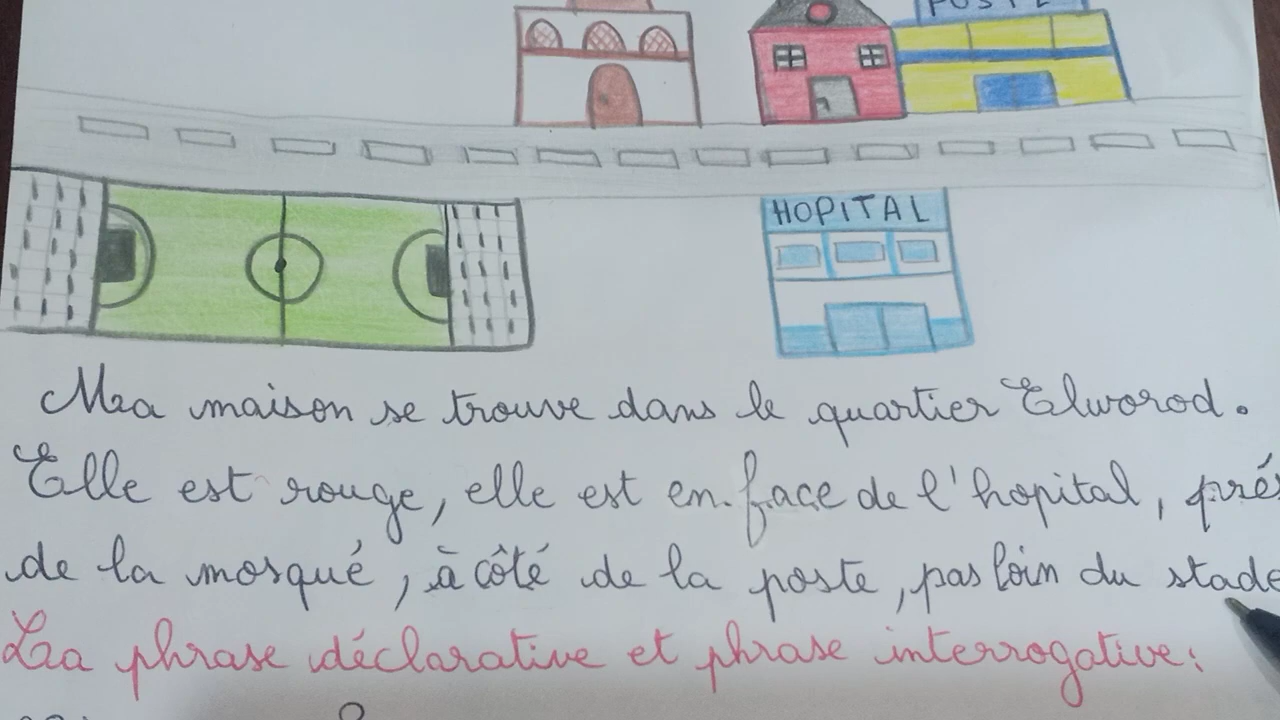 POSTE
HOPITAL
Ma maison se trouve dans le quartier Elworod.
Elle est rouge, elle est en face de l'hopital, prés
de la mosqué, à côté de la poste, pas loin du stade
La phrase déclarative et phrase interrogative: